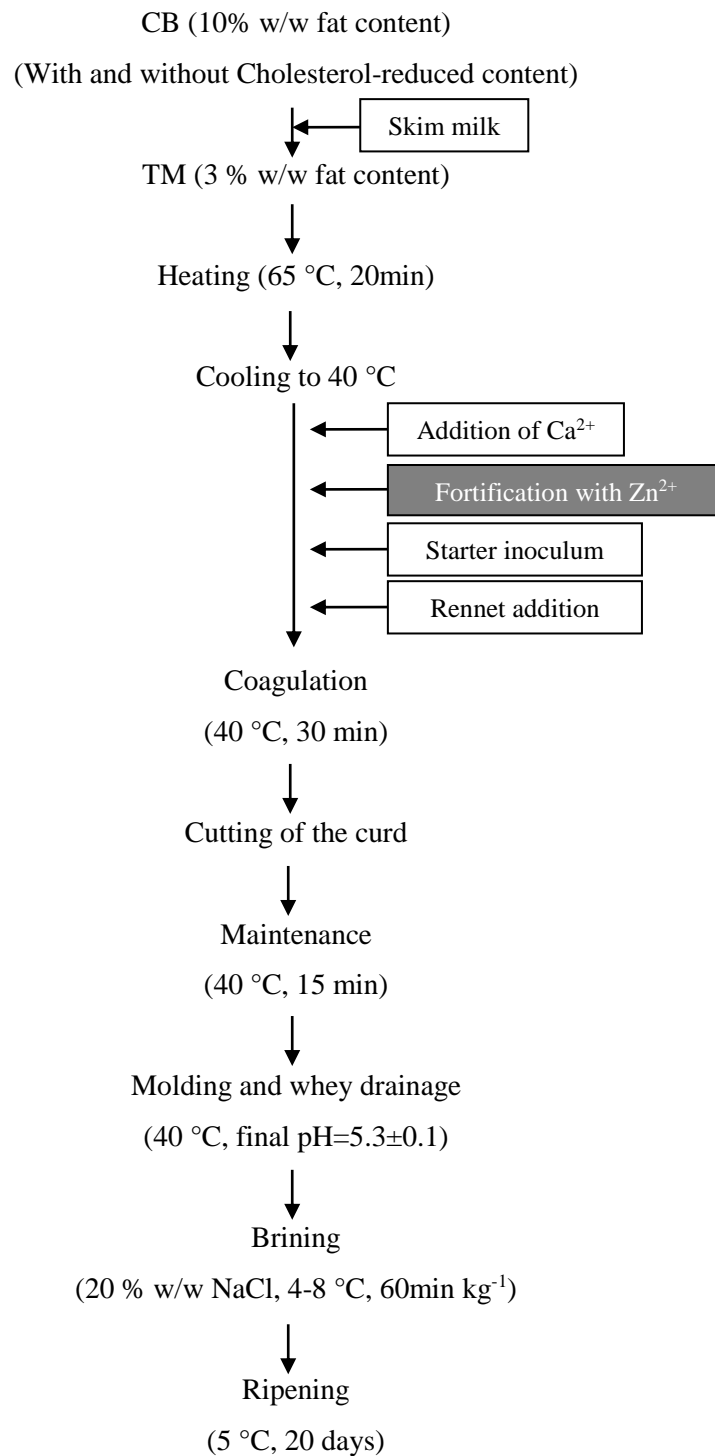 CB (10% w/w fat content)
(With and without Cholesterol-reduced content)
Skim milk
TM (3 % w/w fat content)
Heating (65 °C, 20min)
Cooling to 40 °C
Addition of Ca²⁺
Fortification with Zn²⁺
Starter inoculum
Rennet addition
Coagulation
(40 °C, 30 min)
Cutting of the curd
Maintenance
(40 °C, 15 min)
Molding and whey drainage
(40 °C, final pH=5.3±0.1)
Brining
(20 % w/w NaCl, 4-8 °C, 60min kg⁻¹)
Ripening
(5 °C, 20 days)